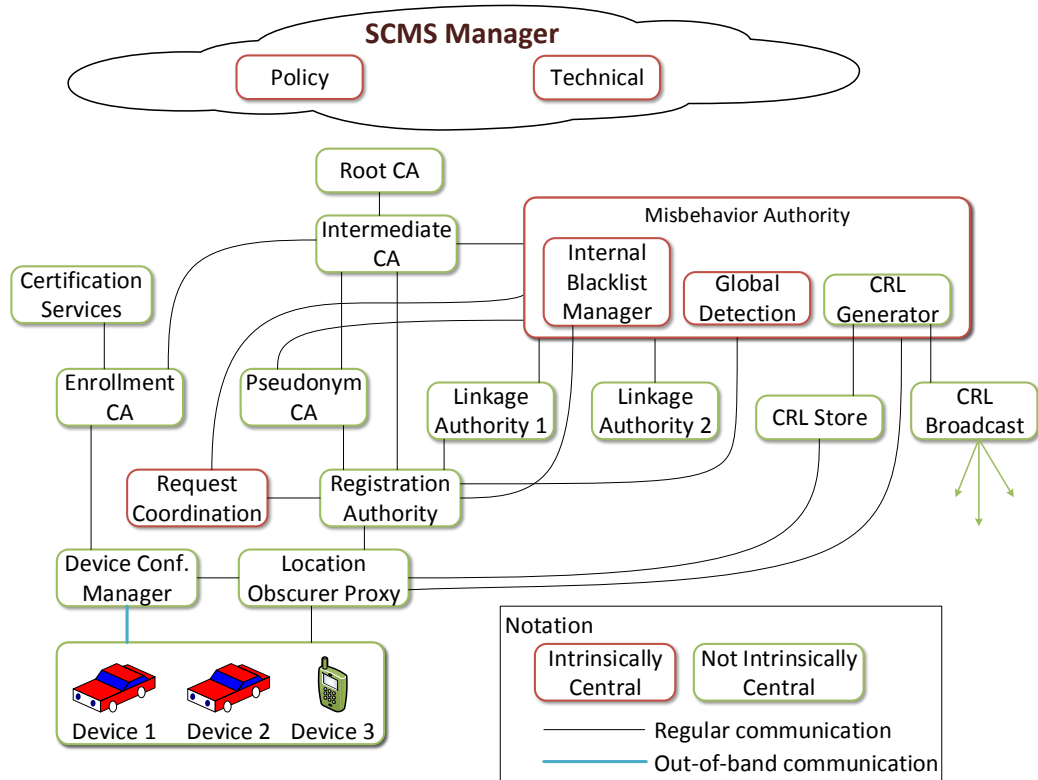 SCMS Manager
Policy
Technical
Root CA
Intermediate
CA
Misbehavior Authority
Internal
Blacklist
Manager
Global
Detection
CRL
Generator
Certification
Services
Enrollment
CA
Pseudonym
CA
Linkage
Authority 1
Linkage
Authority 2
CRL Store
CRL
Broadcast
Request
Coordination
Registration
Authority
Device Conf.
Manager
Location
Obscurer Proxy
Device 1
Device 2
Device 3
Notation
Intrinsically
Central
Not Intrinsically
Central
Regular communication
Out-of-band communication